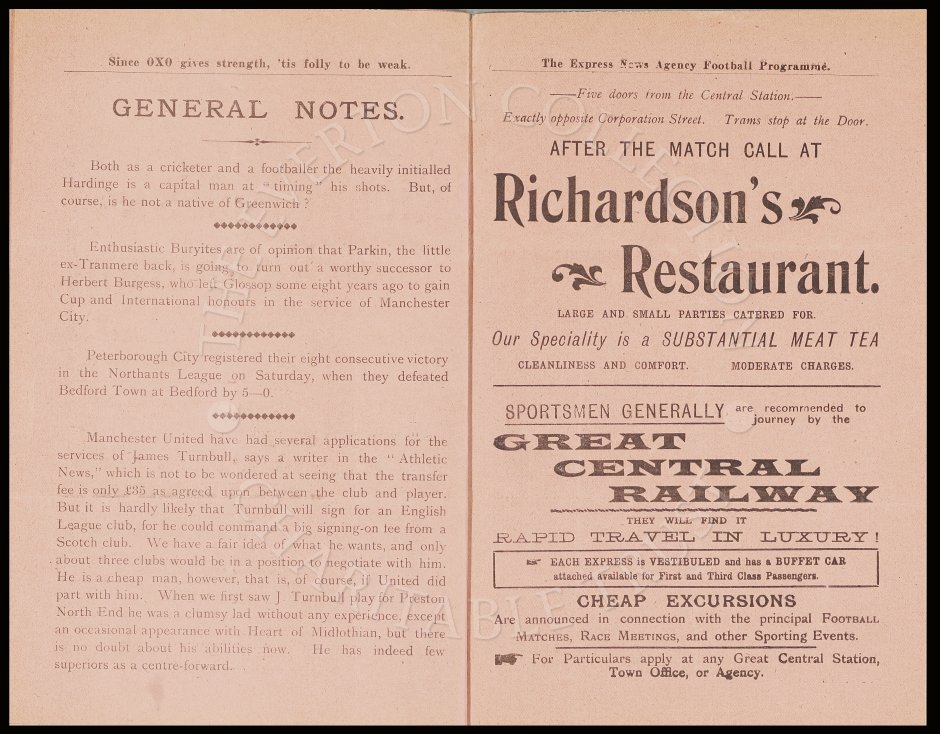 Since OXO gives strength, 'tis folly to be weak.
GENERAL NOTES.
Both as a cricketer and a footballer the heavily initialled
Hardinge is a capital man at "timing" his shots. But, of
course, is he not a native of Greenwich?
Enthusiastic Buryites are of opinion that Parkin, the little
ex-Tranmere back, is going to turn out a worthy successor to
Herbert Burgess, who left Glossop some eight years ago to gain
Cup and International honours in the service of Manchester
City.
Peterborough City registered their eight consecutive victory
in the Northants League on Saturday, when they defeated
Bedford Town at Bedford by 5—0.
Manchester United have had several applications for the
services of James Turnbull, says a writer in the "Athletic
News," which is not to be wondered at seeing that the transfer
fee is only £35 as agreed upon between the club and player.
But it is hardly likely that Turnbull will sign for an English
League club, for he could command a big signing-on fee from a
Scotch club. We have a fair idea of what he wants, and only
about three clubs would be in a position to negotiate with him.
He is a cheap man, however, that is, of course, if United did
part with him. When we first saw J. Turnbull play for Preston
North End he was a clumsy lad without any experience, except
an occasional appearance with Heart of Midlothian, but there
is no doubt about his abilities now. He has indeed few
superiors as a centre-forward.
The Express News Agency Football Programme.
——Five doors from the Central Station.——
Exactly opposite Corporation Street. Trams stop at the Door.
AFTER THE MATCH CALL AT
Richardson's
Restaurant.
LARGE AND SMALL PARTIES CATERED FOR.
Our Speciality is a SUBSTANTIAL MEAT TEA
CLEANLINESS AND COMFORT. MODERATE CHARGES.
SPORTSMEN GENERALLY are recommended to
journey by the
GREAT
CENTRAL
RAILWAY
THEY WILL FIND IT
RAPID TRAVEL IN LUXURY!
☞ EACH EXPRESS is VESTIBULED and has a BUFFET CAR
attached available for First and Third Class Passengers.
CHEAP EXCURSIONS
Are announced in connection with the principal FOOTBALL
MATCHES, RACE MEETINGS, and other Sporting Events.
☞ For Particulars apply at any Great Central Station,
Town Office, or Agency.
THE EVERTON COLLECTION
CHARITABLE TRUST